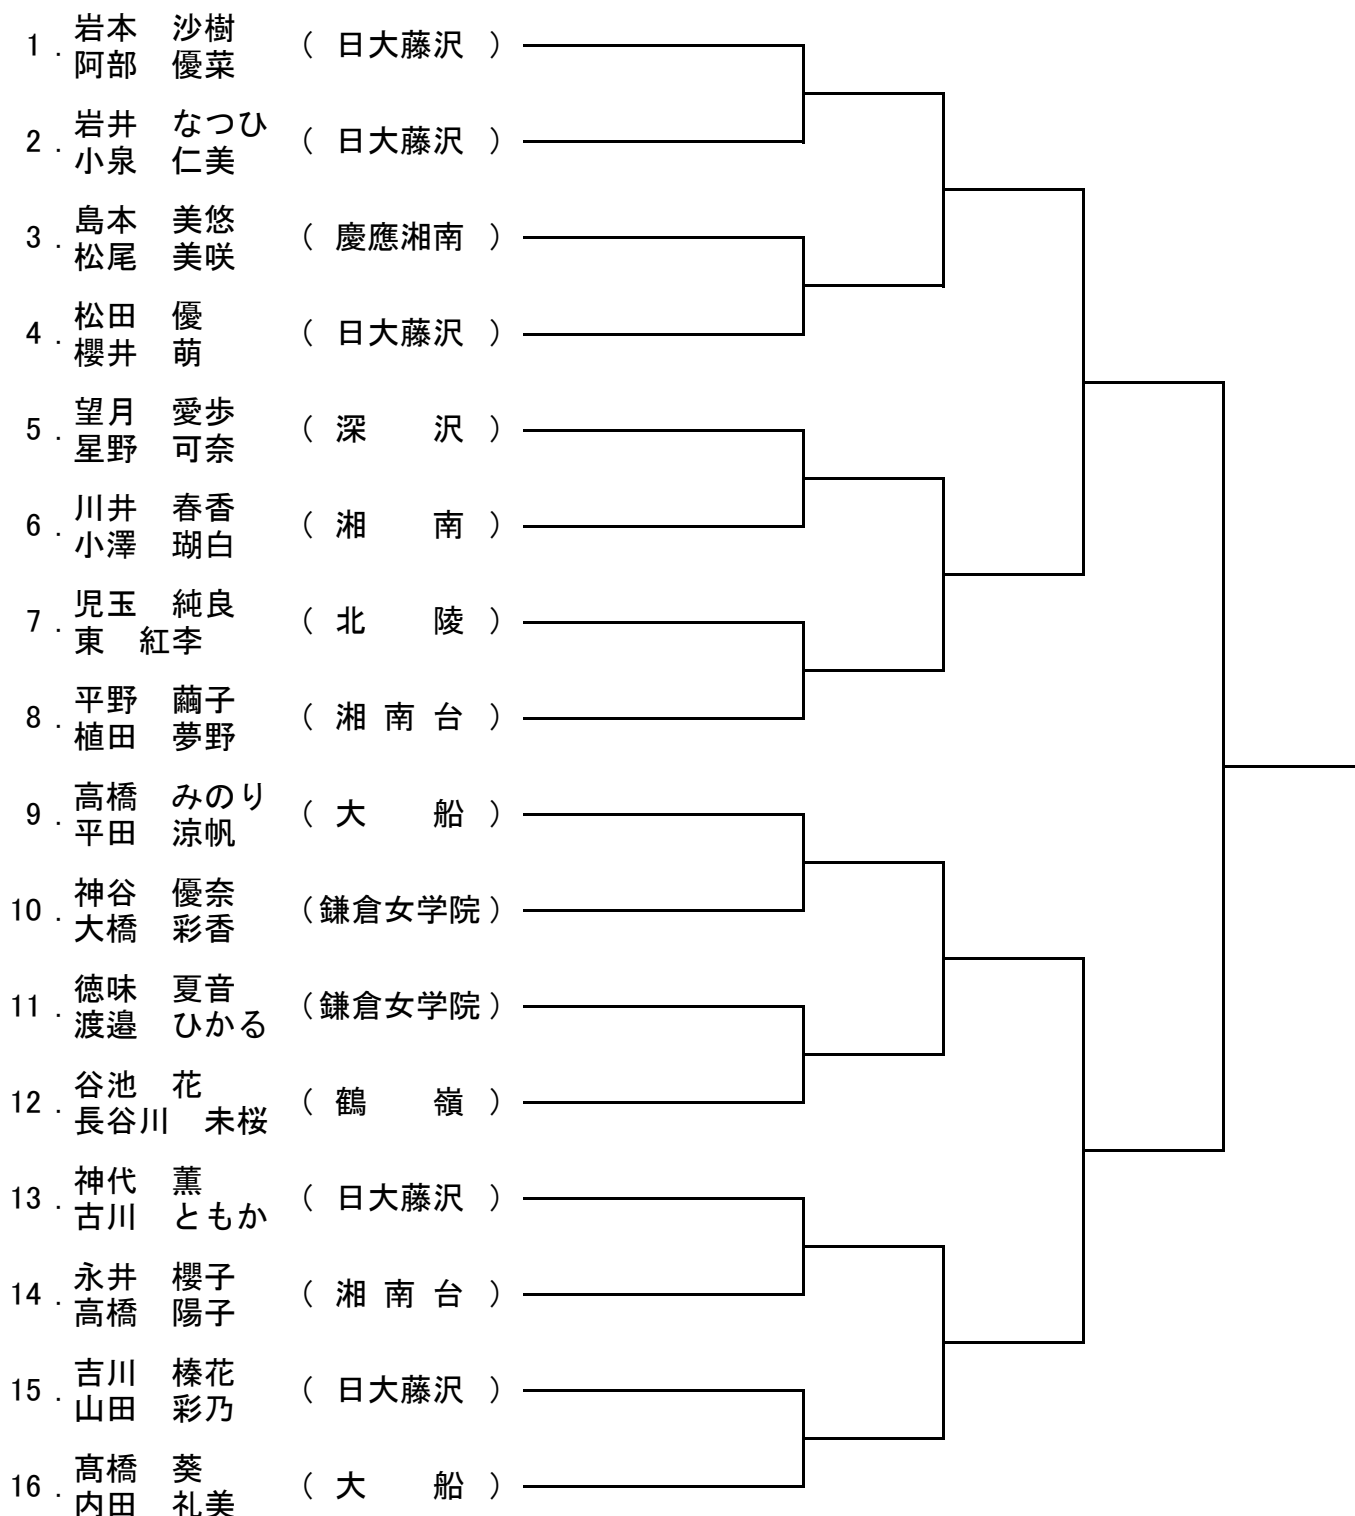 岩本　沙樹
1 . ( 日大藤沢 )
阿部　優菜
岩井　なつひ
2 . ( 日大藤沢 )
小泉　仁美
島本　美悠
3 . ( 慶應湘南 )
松尾　美咲
松田　優
4 . ( 日大藤沢 )
櫻井　萌
望月　愛歩
5 . ( 深　　沢 )
星野　可奈
川井　春香
6 . ( 湘　　南 )
小澤　瑚白
児玉　純良
7 . ( 北　　陵 )
東　紅李
平野　繭子
8 . ( 湘 南 台 )
植田　夢野
高橋　みのり
9 . ( 大　　船 )
平田　涼帆
神谷　優奈
10 . (鎌倉女学院)
大橋　彩香
徳味　夏音
11 . (鎌倉女学院)
渡邉　ひかる
谷池　花
12 . ( 鶴　　嶺 )
長谷川　未桜
神代　薫
13 . ( 日大藤沢 )
古川　ともか
永井　櫻子
14 . ( 湘 南 台 )
高橋　陽子
吉川　榛花
15 . ( 日大藤沢 )
山田　彩乃
髙橋　葵
16 . ( 大　　船 )
内田　礼美